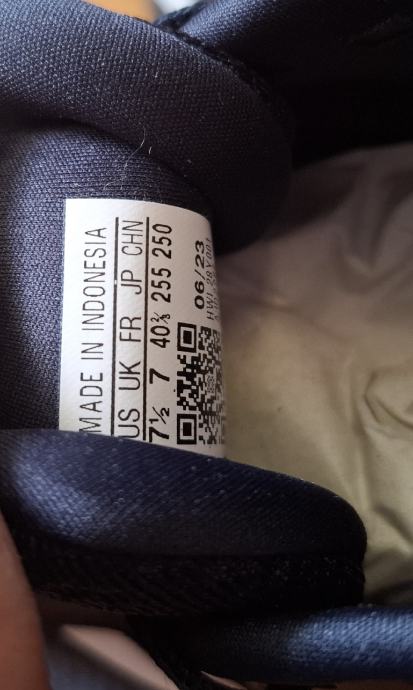 MADE IN INDONESIA
US UK FR JP CHN
7½ 7 40⅔ 255 250
06/23